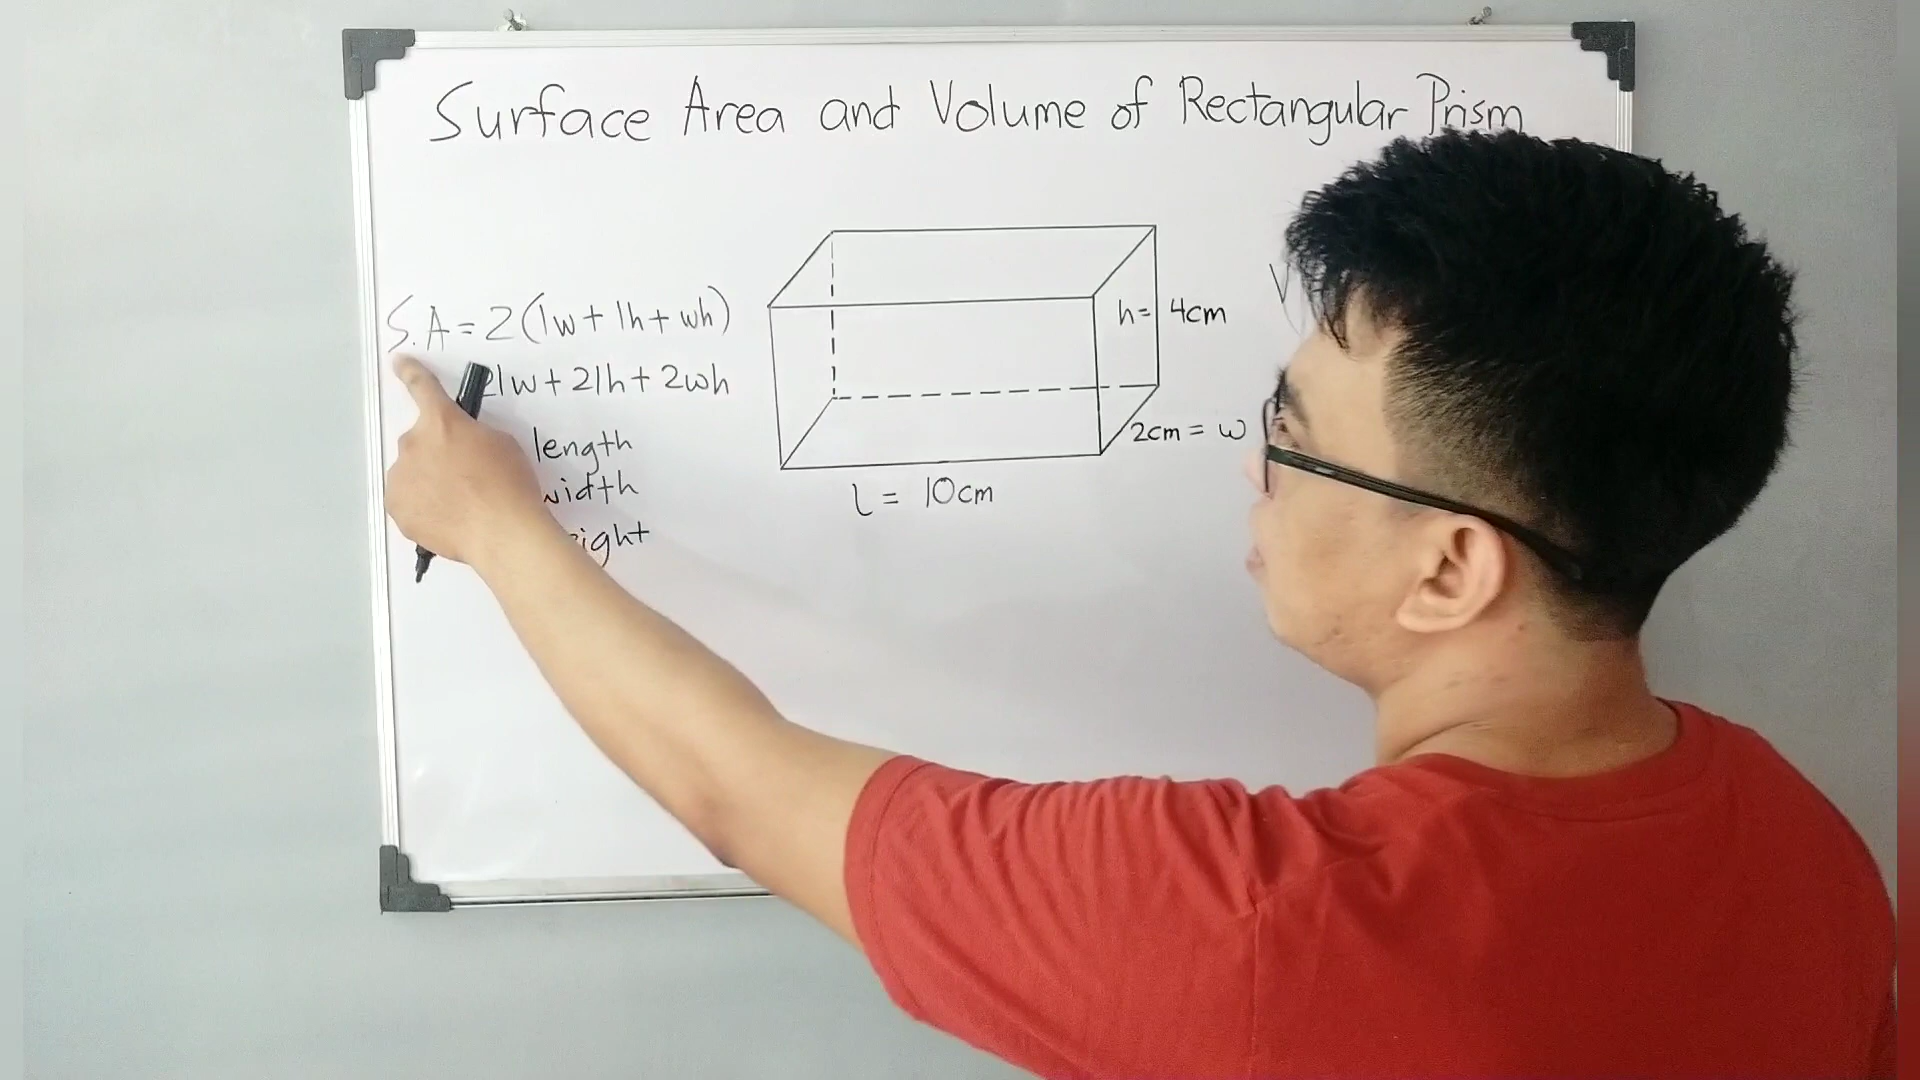 Surface Area and Volume of Rectangular Prism
S.A = 2(lw + lh + wh)
2lw + 2lh + 2wh
length
width
h = 4cm
2cm = w
l = 10cm
V